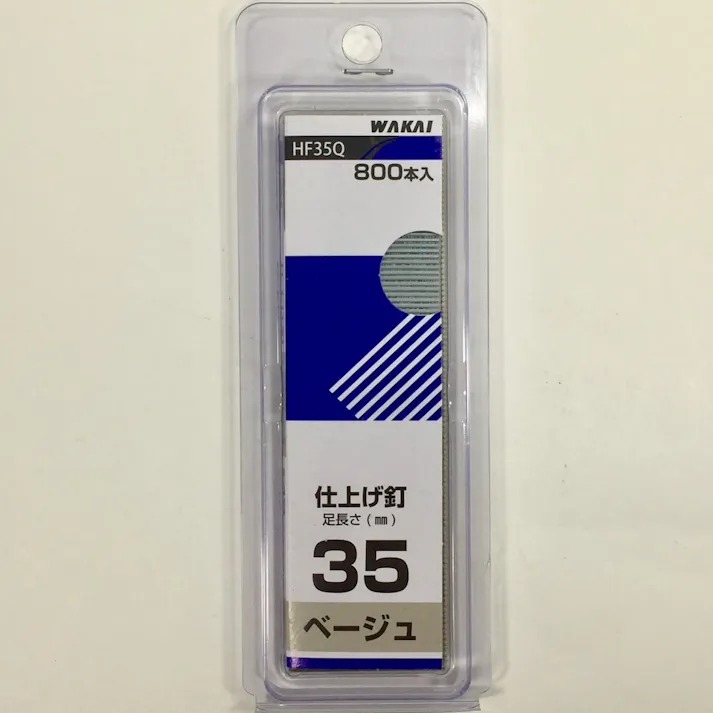 WAKAI
HF35Q
800本入
仕上げ釘
足長さ(㎜)
35
ベージュ